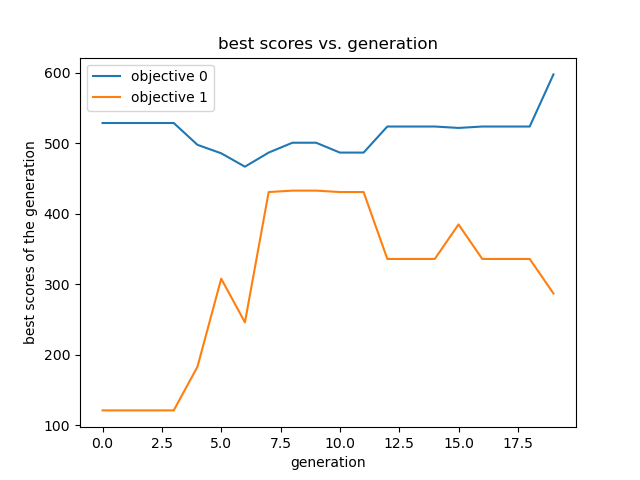 best scores vs. generation
objective 0
objective 1
best scores of the generation
600
500
400
300
200
100
0.0 2.5 5.0 7.5 10.0 12.5 15.0 17.5
generation